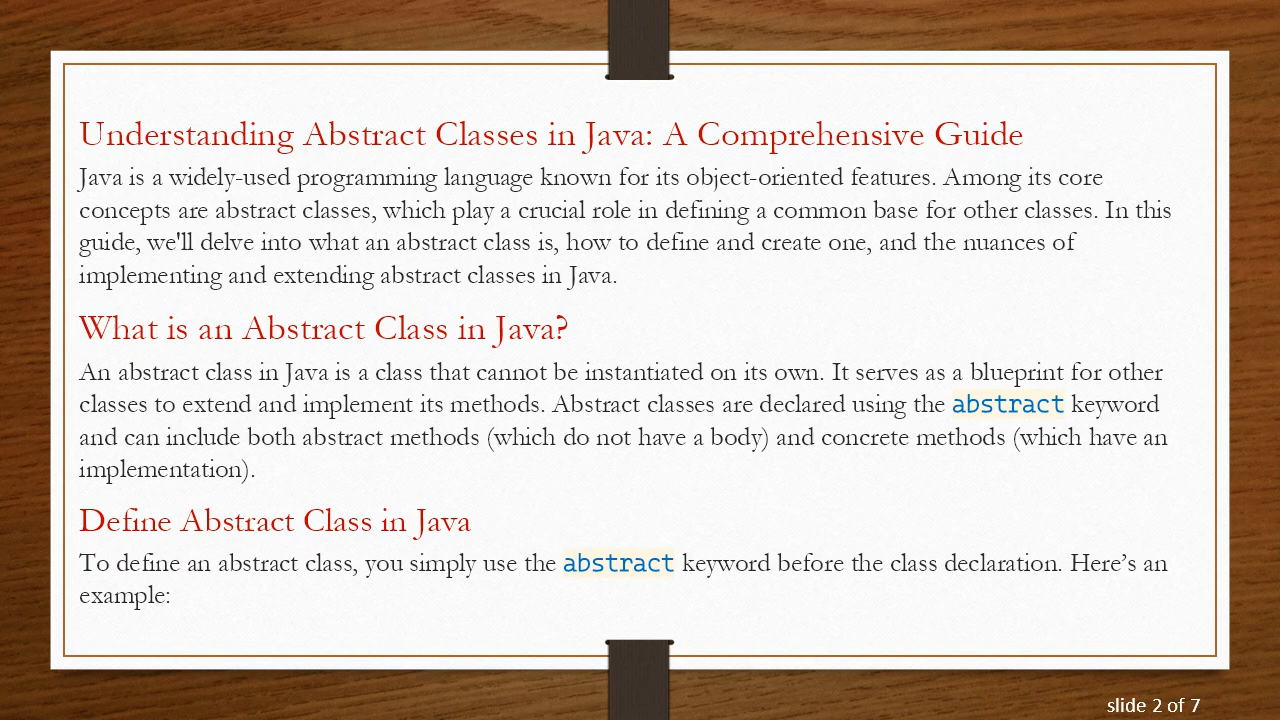 Understanding Abstract Classes in Java: A Comprehensive Guide
Java is a widely-used programming language known for its object-oriented features. Among its core
concepts are abstract classes, which play a crucial role in defining a common base for other classes. In this
guide, we'll delve into what an abstract class is, how to define and create one, and the nuances of
implementing and extending abstract classes in Java.
What is an Abstract Class in Java?
An abstract class in Java is a class that cannot be instantiated on its own. It serves as a blueprint for other
classes to extend and implement its methods. Abstract classes are declared using the abstract keyword
and can include both abstract methods (which do not have a body) and concrete methods (which have an
implementation).
Define Abstract Class in Java
To define an abstract class, you simply use the abstract keyword before the class declaration. Here’s an
example:
slide 2 of 7